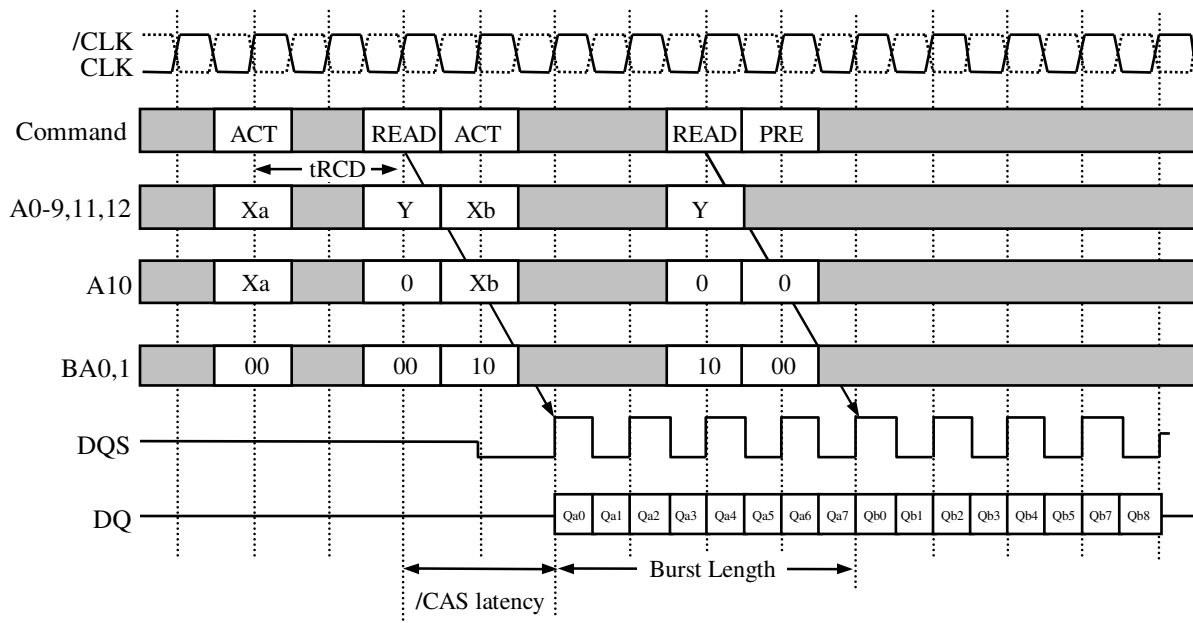 /CLK
CLK
Command ACT READ ACT READ PRE
tRCD
A0-9,11,12 Xa Y Xb Y
A10 Xa 0 Xb 0 0
BA0,1 00 00 10 10 00
DQS
DQ Qa0 Qa1 Qa2 Qa3 Qa4 Qa5 Qa6 Qa7 Qb0 Qb1 Qb2 Qb3 Qb4 Qb5 Qb7 Qb8
Burst Length
/CAS latency